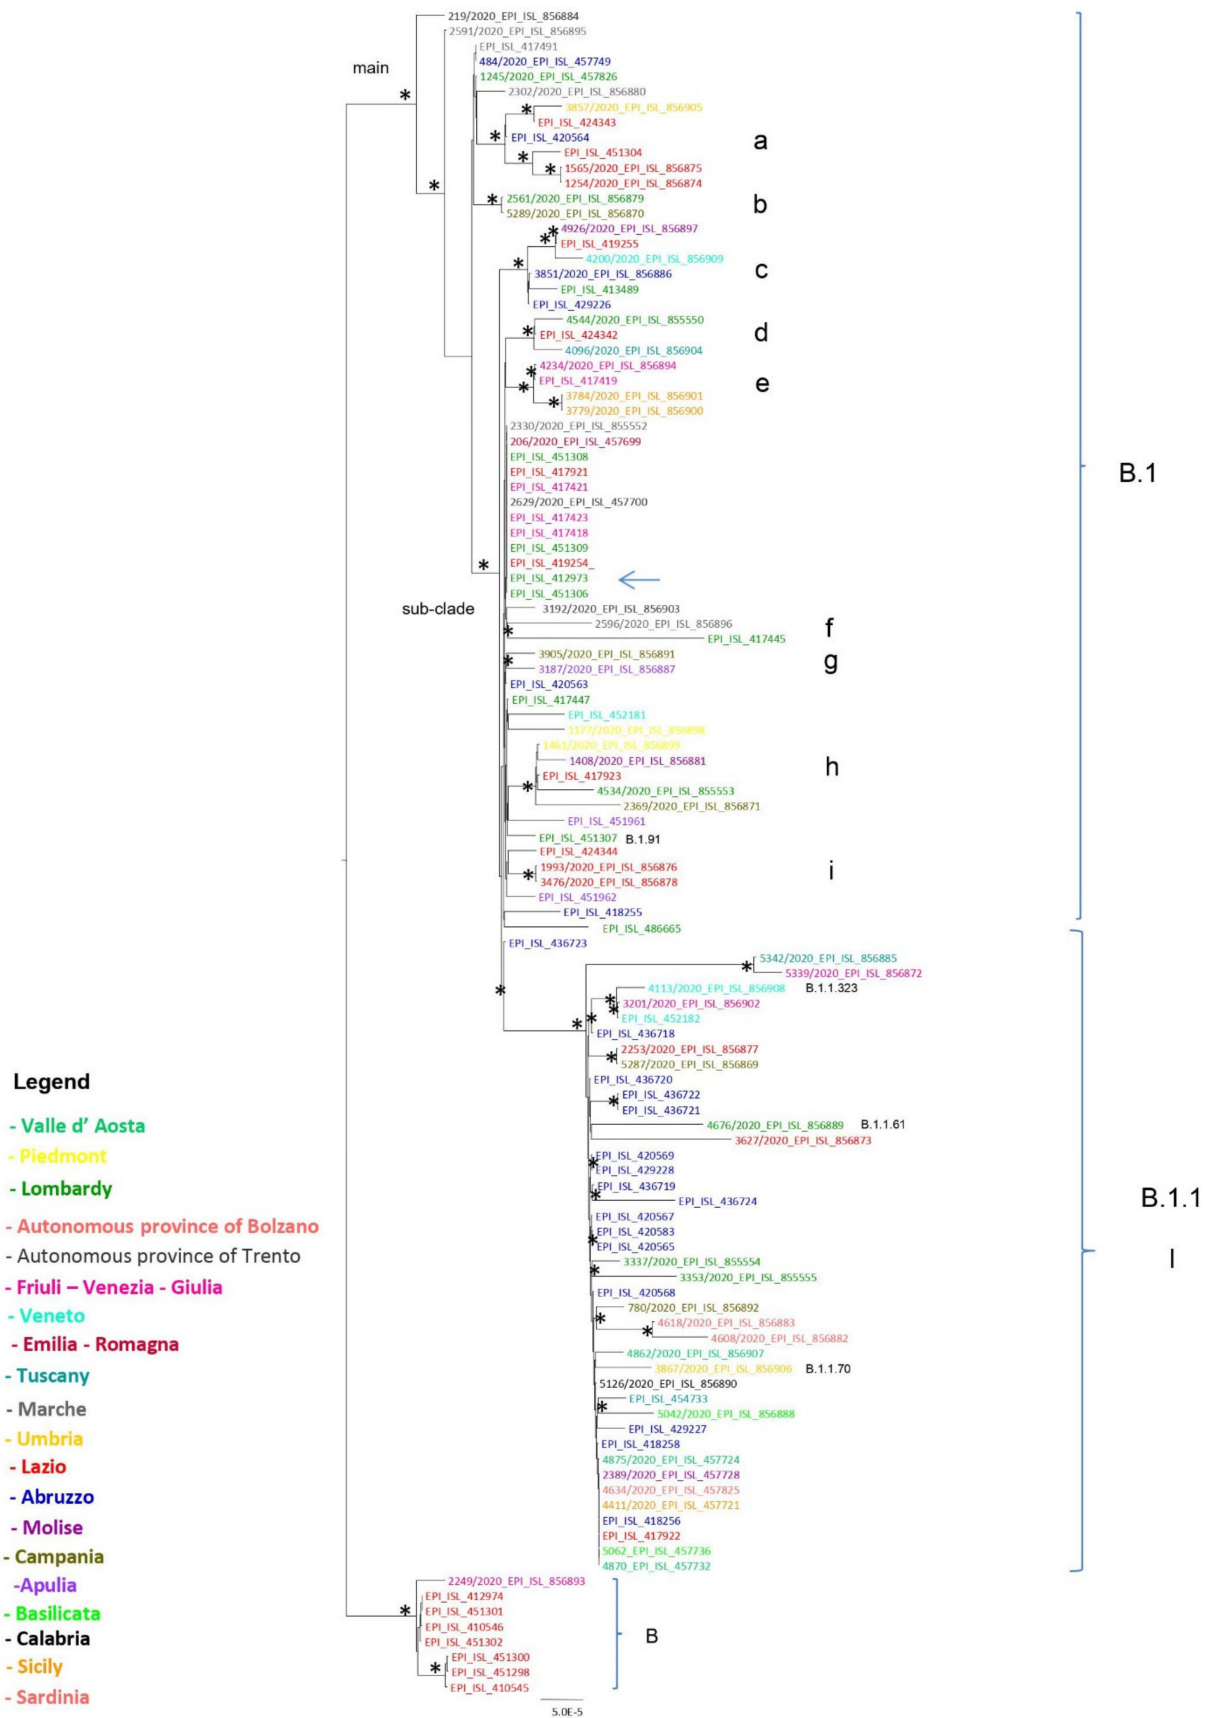 219/2020_EPI_ISL_856884
2591/2020_EPI_ISL_856895
EPI_ISL_417491
484/2020_EPI_ISL_457749
main
1245/2020_EPI_ISL_457826
2302/2020_EPI_ISL_856880
3857/2020_EPI_ISL_856905
EPI_ISL_424343
EPI_ISL_420564
a
EPI_ISL_451304
1565/2020_EPI_ISL_856875
1254/2020_EPI_ISL_856874
2561/2020_EPI_ISL_856879
b
5289/2020_EPI_ISL_856870
4926/2020_EPI_ISL_856897
EPI_ISL_419255
4200/2020_EPI_ISL_856909
c
3851/2020_EPI_ISL_856886
EPI_ISL_413489
EPI_ISL_429226
4544/2020_EPI_ISL_855550
EPI_ISL_424342
d
4096/2020_EPI_ISL_856904
4234/2020_EPI_ISL_856894
EPI_ISL_417419
e
3784/2020_EPI_ISL_856901
3779/2020_EPI_ISL_856900
2330/2020_EPI_ISL_855552
206/2020_EPI_ISL_457699
EPI_ISL_451308
EPI_ISL_417921
B.1
EPI_ISL_417421
2629/2020_EPI_ISL_457700
EPI_ISL_417423
EPI_ISL_417418
EPI_ISL_451309
EPI_ISL_419254_
EPI_ISL_412973
EPI_ISL_451306
sub-clade
3192/2020_EPI_ISL_856903
2596/2020_EPI_ISL_856896
f
EPI_ISL_417445
3905/2020_EPI_ISL_856891
g
3187/2020_EPI_ISL_856887
EPI_ISL_420563
EPI_ISL_417447
EPI_ISL_452181
1177/2020_EPI_ISL_856898
1461/2020_EPI_ISL_856899
1408/2020_EPI_ISL_856881
h
EPI_ISL_417923
4534/2020_EPI_ISL_855553
2369/2020_EPI_ISL_856871
EPI_ISL_451961
EPI_ISL_451307 B.1.91
EPI_ISL_424344
1993/2020_EPI_ISL_856876
i
3476/2020_EPI_ISL_856878
EPI_ISL_451962
EPI_ISL_418255
EPI_ISL_486665
EPI_ISL_436723
5342/2020_EPI_ISL_856885
5339/2020_EPI_ISL_856872
4113/2020_EPI_ISL_856908 B.1.1.323
3201/2020_EPI_ISL_856902
EPI_ISL_452182
EPI_ISL_436718
2253/2020_EPI_ISL_856877
5287/2020_EPI_ISL_856869
EPI_ISL_436720
EPI_ISL_436722
EPI_ISL_436721
4676/2020_EPI_ISL_856889 B.1.1.61
3627/2020_EPI_ISL_856873
EPI_ISL_420569
EPI_ISL_429228
EPI_ISL_436719
EPI_ISL_436724
B.1.1
EPI_ISL_420567
EPI_ISL_420583
EPI_ISL_420565
l
3337/2020_EPI_ISL_855554
3353/2020_EPI_ISL_855555
EPI_ISL_420568
780/2020_EPI_ISL_856892
4618/2020_EPI_ISL_856883
4608/2020_EPI_ISL_856882
4862/2020_EPI_ISL_856907
3867/2020_EPI_ISL_856906 B.1.1.70
5126/2020_EPI_ISL_856890
EPI_ISL_454733
5042/2020_EPI_ISL_856888
EPI_ISL_429227
EPI_ISL_418258
4875/2020_EPI_ISL_457724
2389/2020_EPI_ISL_457728
4634/2020_EPI_ISL_457825
4411/2020_EPI_ISL_457721
EPI_ISL_418256
EPI_ISL_417922
5062_EPI_ISL_457736
4870_EPI_ISL_457732
2249/2020_EPI_ISL_856893
EPI_ISL_412974
EPI_ISL_451301
EPI_ISL_410546
B
EPI_ISL_451302
EPI_ISL_451300
EPI_ISL_451298
EPI_ISL_410545
5.0E-5
Legend
- Valle d’ Aosta
- Piedmont
- Lombardy
- Autonomous province of Bolzano
- Autonomous province of Trento
- Friuli – Venezia - Giulia
- Veneto
- Emilia - Romagna
- Tuscany
- Marche
- Umbria
- Lazio
- Abruzzo
- Molise
- Campania
-Apulia
- Basilicata
- Calabria
- Sicily
- Sardinia